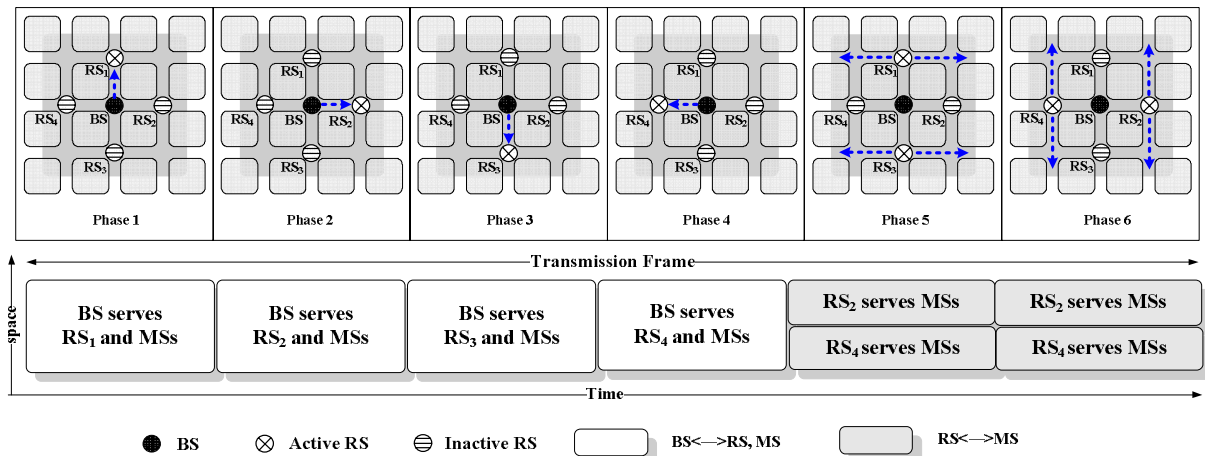 RS1
RS4
BS
RS2
RS3
Phase 1
RS1
RS4
BS
RS2
RS3
Phase 2
RS1
RS4
BS
RS2
RS3
Phase 3
RS1
RS4
BS
RS2
RS3
Phase 4
RS1
RS4
BS
RS2
RS3
Phase 5
RS1
RS4
BS
RS2
RS3
Phase 6
Transmission Frame
space
BS serves
RS1 and MSs
BS serves
RS2 and MSs
BS serves
RS3 and MSs
BS serves
RS4 and MSs
RS2 serves MSs
RS4 serves MSs
RS2 serves MSs
RS4 serves MSs
Time
BS
Active RS
Inactive RS
BS<—>RS, MS
RS<—>MS